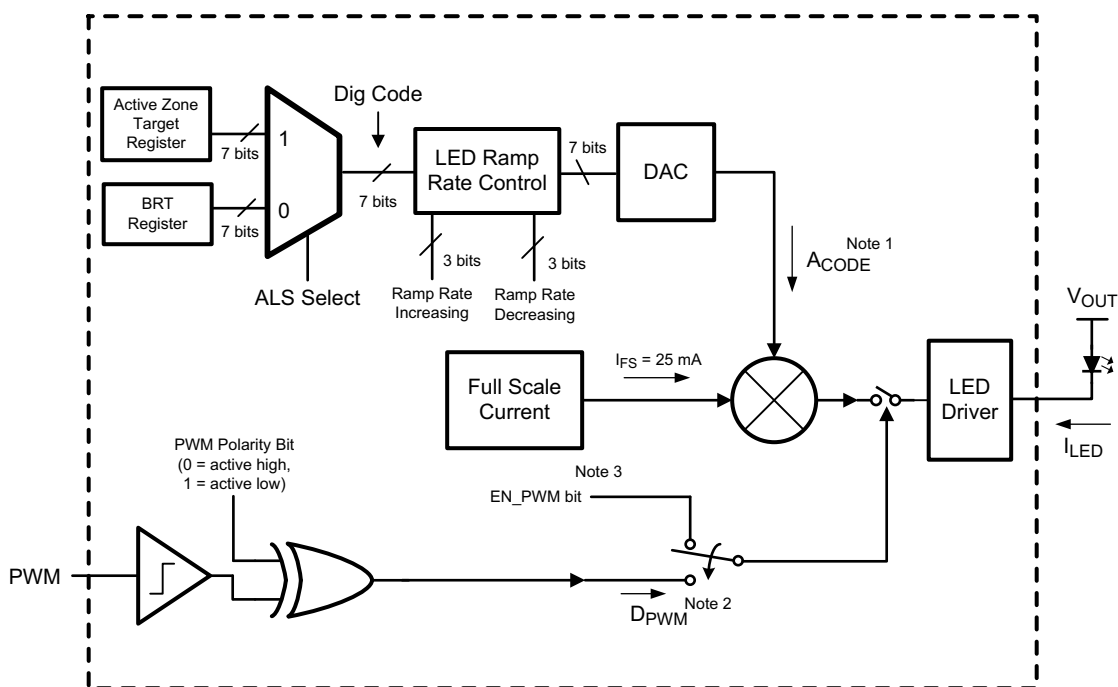 Active Zone
Target
Register
7 bits
1
BRT
Register
7 bits
0
ALS Select
Dig Code
7 bits
LED Ramp
Rate Control
3 bits
Ramp Rate
Increasing
3 bits
Ramp Rate
Decreasing
7 bits
DAC
ACODE Note 1
Full Scale
Current
IFS = 25 mA
LED
Driver
VOUT
ILED
PWM Polarity Bit
(0 = active high,
1 = active low)
Note 3
EN_PWM bit
PWM
DPWM Note 2